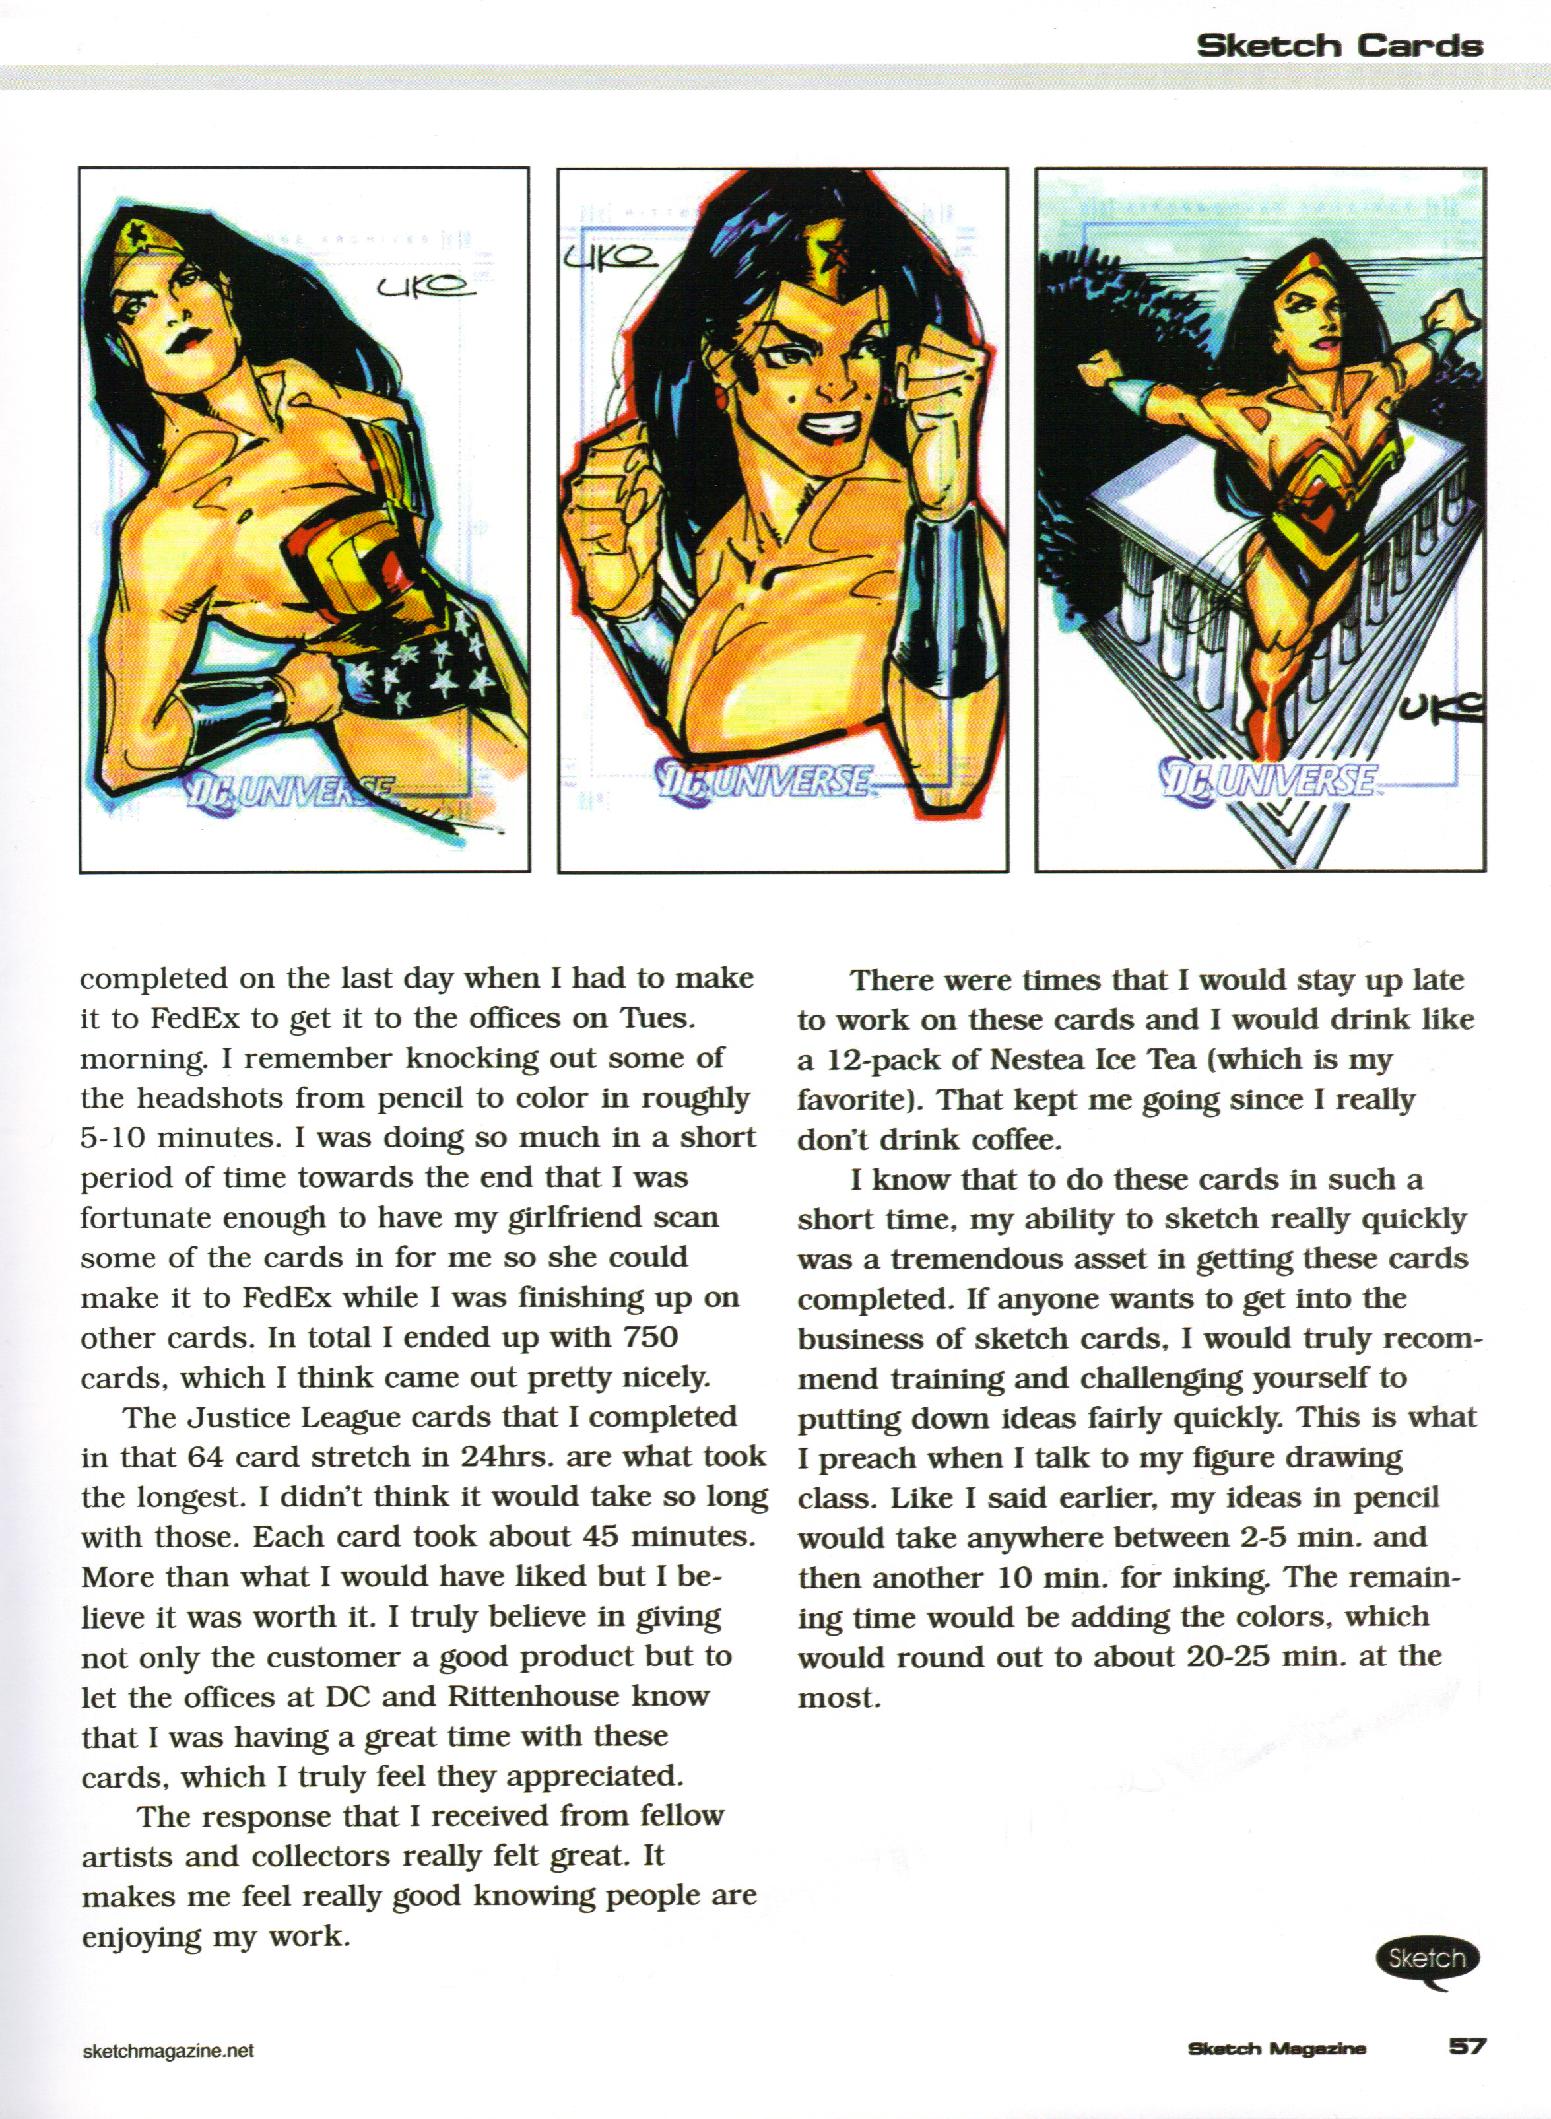 Sketch Cards
UKO
UKO
UKO
DC UNIVERSE
DC UNIVERSE
DC UNIVERSE
completed on the last day when I had to make
it to FedEx to get it to the offices on Tues.
morning. I remember knocking out some of
the headshots from pencil to color in roughly
5-10 minutes. I was doing so much in a short
period of time towards the end that I was
fortunate enough to have my girlfriend scan
some of the cards in for me so she could
make it to FedEx while I was finishing up on
other cards. In total I ended up with 750
cards, which I think came out pretty nicely.
The Justice League cards that I completed
in that 64 card stretch in 24hrs. are what took
the longest. I didn't think it would take so long
with those. Each card took about 45 minutes.
More than what I would have liked but I be-
lieve it was worth it. I truly believe in giving
not only the customer a good product but to
let the offices at DC and Rittenhouse know
that I was having a great time with these
cards, which I truly feel they appreciated.
The response that I received from fellow
artists and collectors really felt great. It
makes me feel really good knowing people are
enjoying my work.
There were times that I would stay up late
to work on these cards and I would drink like
a 12-pack of Nestea Ice Tea (which is my
favorite). That kept me going since I really
don't drink coffee.
I know that to do these cards in such a
short time, my ability to sketch really quickly
was a tremendous asset in getting these cards
completed. If anyone wants to get into the
business of sketch cards, I would truly recom-
mend training and challenging yourself to
putting down ideas fairly quickly. This is what
I preach when I talk to my figure drawing
class. Like I said earlier, my ideas in pencil
would take anywhere between 2-5 min. and
then another 10 min. for inking. The remain-
ing time would be adding the colors, which
would round out to about 20-25 min. at the
most.
Sketch
sketchmagazine.net
Sketch Magazine 57